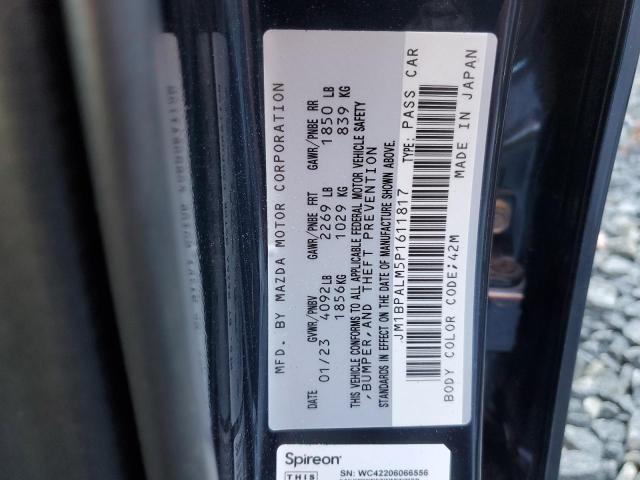 MFD. BY MAZDA MOTOR CORPORATION
DATE GVWR/PNBV GAWR/PNBE FRT GAWR/PNBE RR
01/23 4092LB 2269 LB 1850 LB
1856KG 1029 KG 839 KG
THIS VEHICLE CONFORMS TO ALL APPLICABLE FEDERAL MOTOR VEHICLE SAFETY
,BUMPER,AND THEFT PREVENTION
STANDARDS IN EFFECT ON THE DATE OF MANUFACTURE SHOWN ABOVE.
JM1BPALM5P1611817 TYPE: PASS CAR
BODY COLOR CODE;42M MADE IN JAPAN
Spireon SN: WC42206066556
THIS